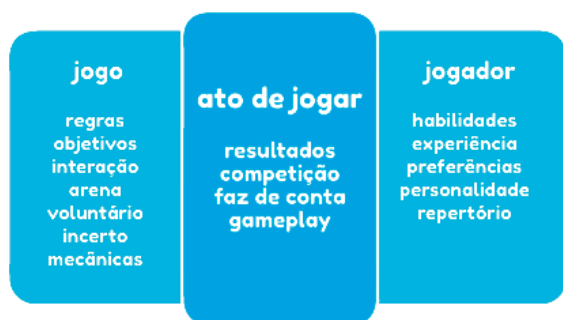 jogo
regras
objetivos
interação
arena
voluntário
incerto
mecânicas
ato de jogar
resultados
competição
faz de conta
gameplay
jogador
habilidades
experiência
preferências
personalidade
repertório